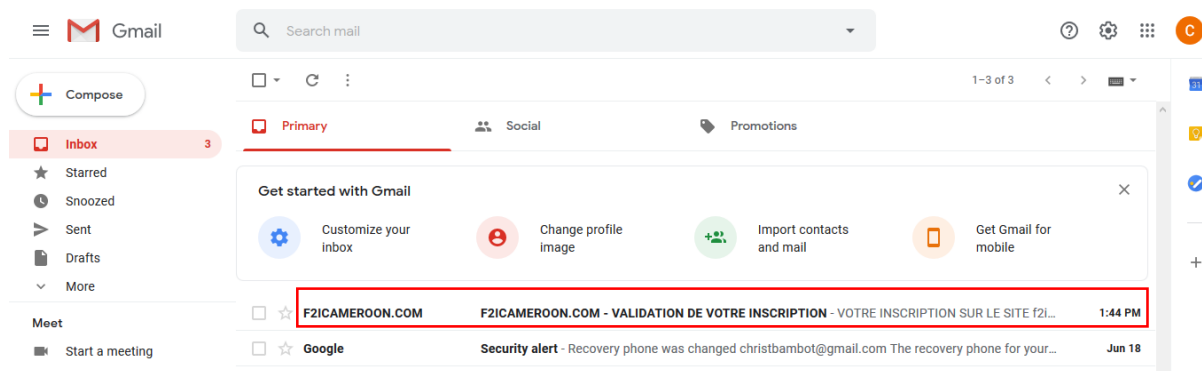 Gmail
Search mail
C
Compose
1–3 of 3
31
Primary
Social
Promotions
Inbox 3
Starred
Snoozed
Sent
Drafts
More
Get started with Gmail
Customize your
inbox
Change profile
image
Import contacts
and mail
Get Gmail for
mobile
F2ICAMEROON.COM F2ICAMEROON.COM - VALIDATION DE VOTRE INSCRIPTION - VOTRE INSCRIPTION SUR LE SITE f2i... 1:44 PM
Google Security alert - Recovery phone was changed christbambot@gmail.com The recovery phone for your... Jun 18
Meet
Start a meeting